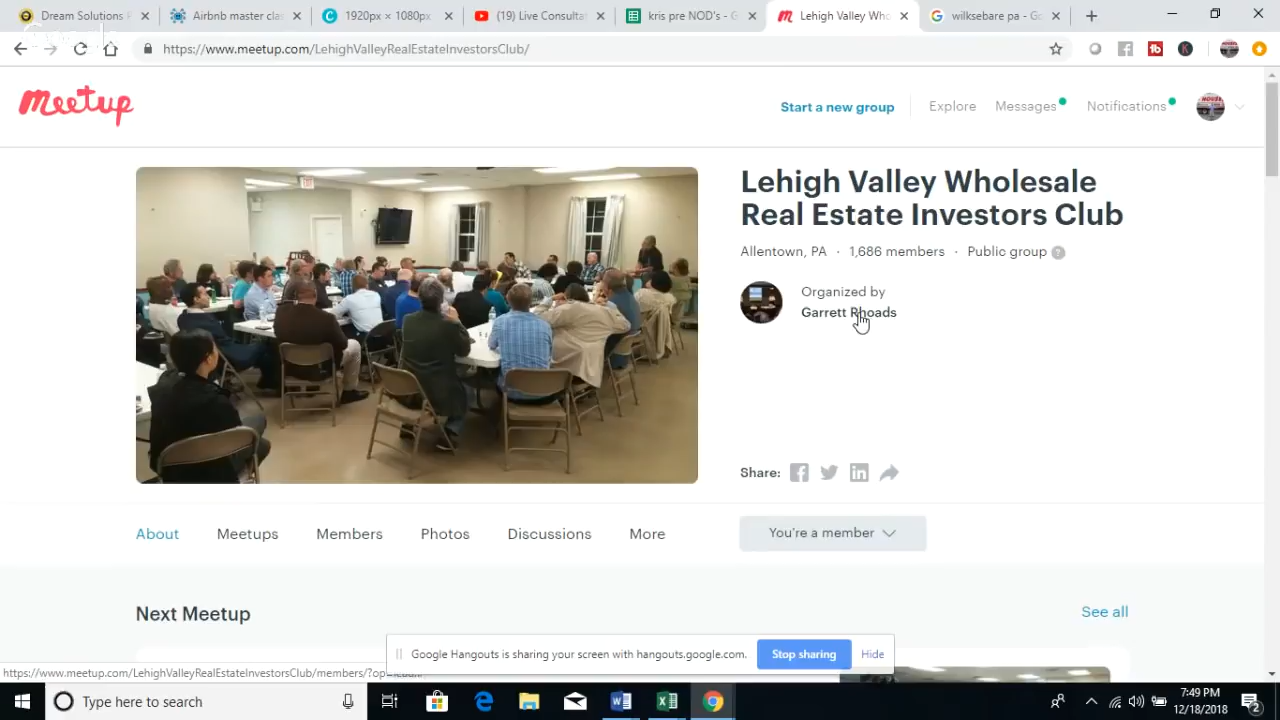 Dream Solutions P
Airbnb master clas
1920px × 1080px
(19) Live Consultat
kris pre NOD's - G
Lehigh Valley Who
wilksebare pa - Go
https://www.meetup.com/LehighValleyRealEstateInvestorsClub/
Meetup
Start a new group
Explore
Messages
Notifications
Lehigh Valley Wholesale
Real Estate Investors Club
Allentown, PA · 1,686 members · Public group ?
Organized by
Garrett Rhoads
Share:
About
Meetups
Members
Photos
Discussions
More
You're a member
Next Meetup
See all
Google Hangouts is sharing your screen with hangouts.google.com.
Stop sharing
Hide
Type here to search
7:49 PM
12/18/2018
2